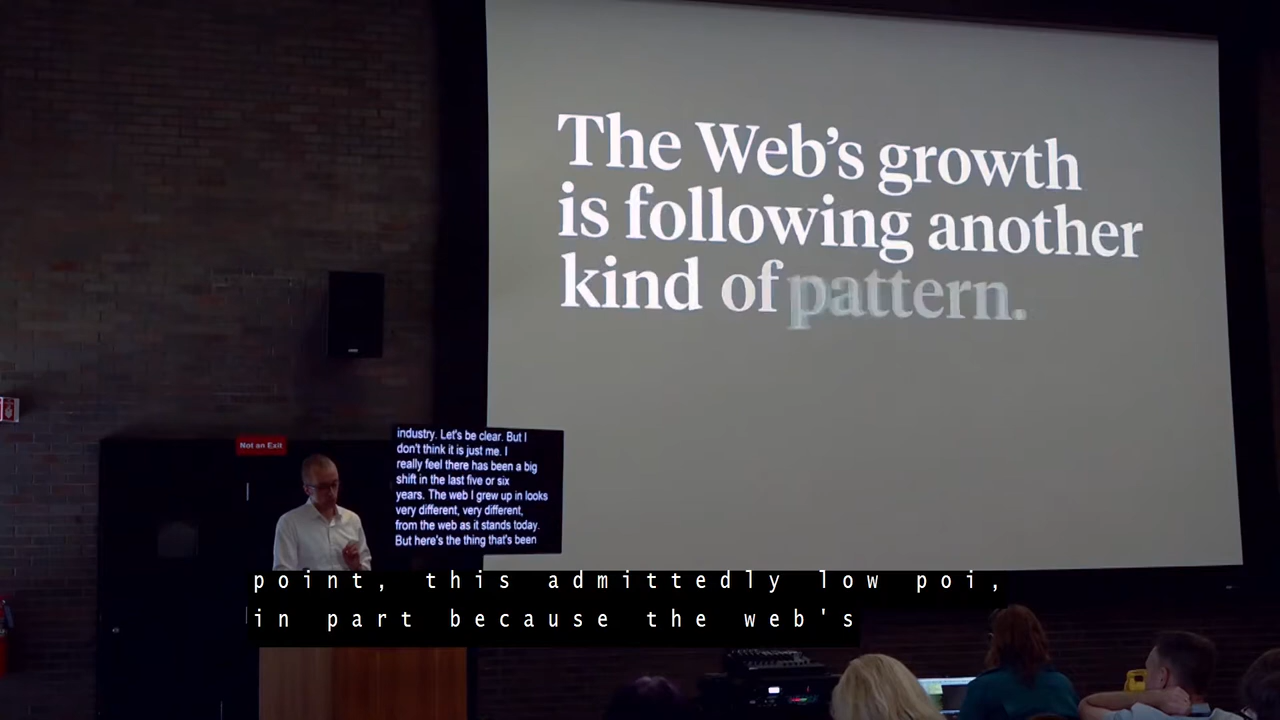 The Web's growth
is following another
kind of pattern.
Not an Exit
industry. Let's be clear. But I
don't think it is just me. I
really feel there has been a big
shift in the last five or six
years. The web I grew up in looks
very different, very different,
from the web as it stands today.
But here's the thing that's been
point, this admittedly low poi,
in part because the web's